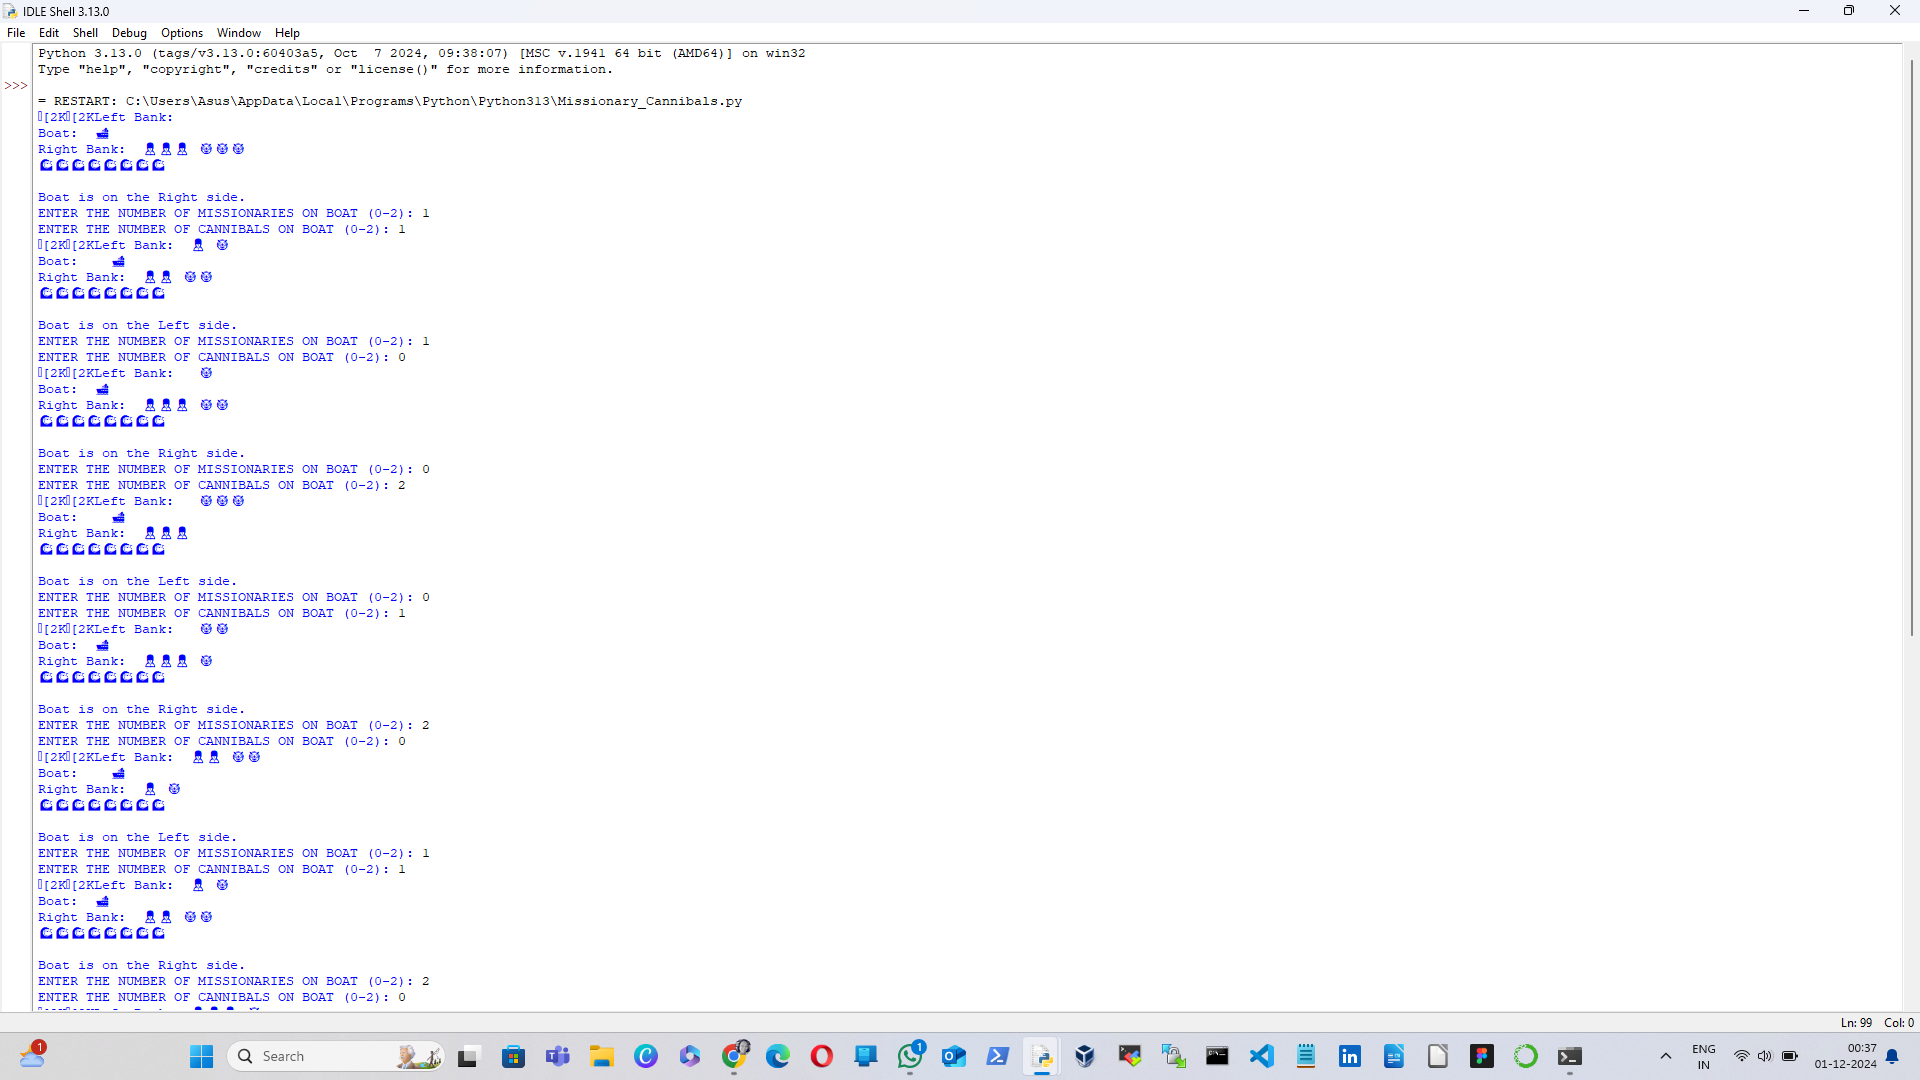 IDLE Shell 3.13.0
File Edit Shell Debug Options Window Help
Python 3.13.0 (tags/v3.13.0:60403a5, Oct  7 2024, 09:38:07) [MSC v.1941 64 bit (AMD64)] on win32
Type "help", "copyright", "credits" or "license()" for more information.
>>>
= RESTART: C:\Users\Asus\AppData\Local\Programs\Python\Python313\Missionary_Cannibals.py
[2K[2KLeft Bank:
Boat:
Right Bank:
Boat is on the Right side.
ENTER THE NUMBER OF MISSIONARIES ON BOAT (0-2): 1
ENTER THE NUMBER OF CANNIBALS ON BOAT (0-2): 1
[2K[2KLeft Bank:
Boat:
Right Bank:
Boat is on the Left side.
ENTER THE NUMBER OF MISSIONARIES ON BOAT (0-2): 1
ENTER THE NUMBER OF CANNIBALS ON BOAT (0-2): 0
[2K[2KLeft Bank:
Boat:
Right Bank:
Boat is on the Right side.
ENTER THE NUMBER OF MISSIONARIES ON BOAT (0-2): 0
ENTER THE NUMBER OF CANNIBALS ON BOAT (0-2): 2
[2K[2KLeft Bank:
Boat:
Right Bank:
Boat is on the Left side.
ENTER THE NUMBER OF MISSIONARIES ON BOAT (0-2): 0
ENTER THE NUMBER OF CANNIBALS ON BOAT (0-2): 1
[2K[2KLeft Bank:
Boat:
Right Bank:
Boat is on the Right side.
ENTER THE NUMBER OF MISSIONARIES ON BOAT (0-2): 2
ENTER THE NUMBER OF CANNIBALS ON BOAT (0-2): 0
[2K[2KLeft Bank:
Boat:
Right Bank:
Boat is on the Left side.
ENTER THE NUMBER OF MISSIONARIES ON BOAT (0-2): 1
ENTER THE NUMBER OF CANNIBALS ON BOAT (0-2): 1
[2K[2KLeft Bank:
Boat:
Right Bank:
Boat is on the Right side.
ENTER THE NUMBER OF MISSIONARIES ON BOAT (0-2): 2
ENTER THE NUMBER OF CANNIBALS ON BOAT (0-2): 0
Ln: 99 Col: 0
1
Search
1
ENG
IN
00:37
01-12-2024